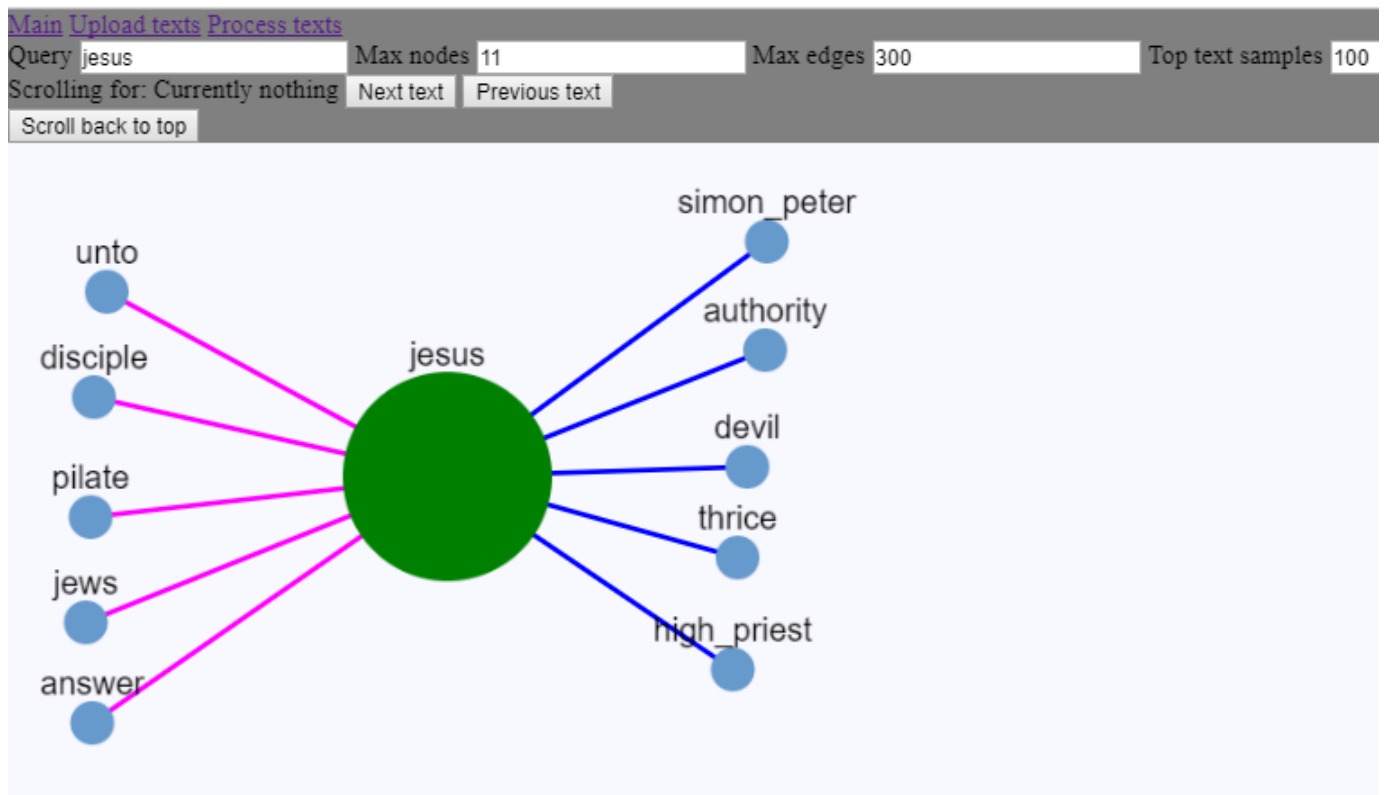 Main Upload texts Process texts
Query jesus Max nodes 11 Max edges 300 Top text samples 100
Scrolling for: Currently nothing Next text Previous text
Scroll back to top
simon_peter
unto
authority
jesus
disciple
devil
pilate
thrice
jews
high_priest
answer